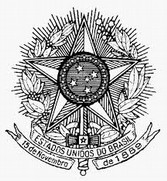 ESTADOS UNIDOS DO BRASIL
15 de Novembro de 1889